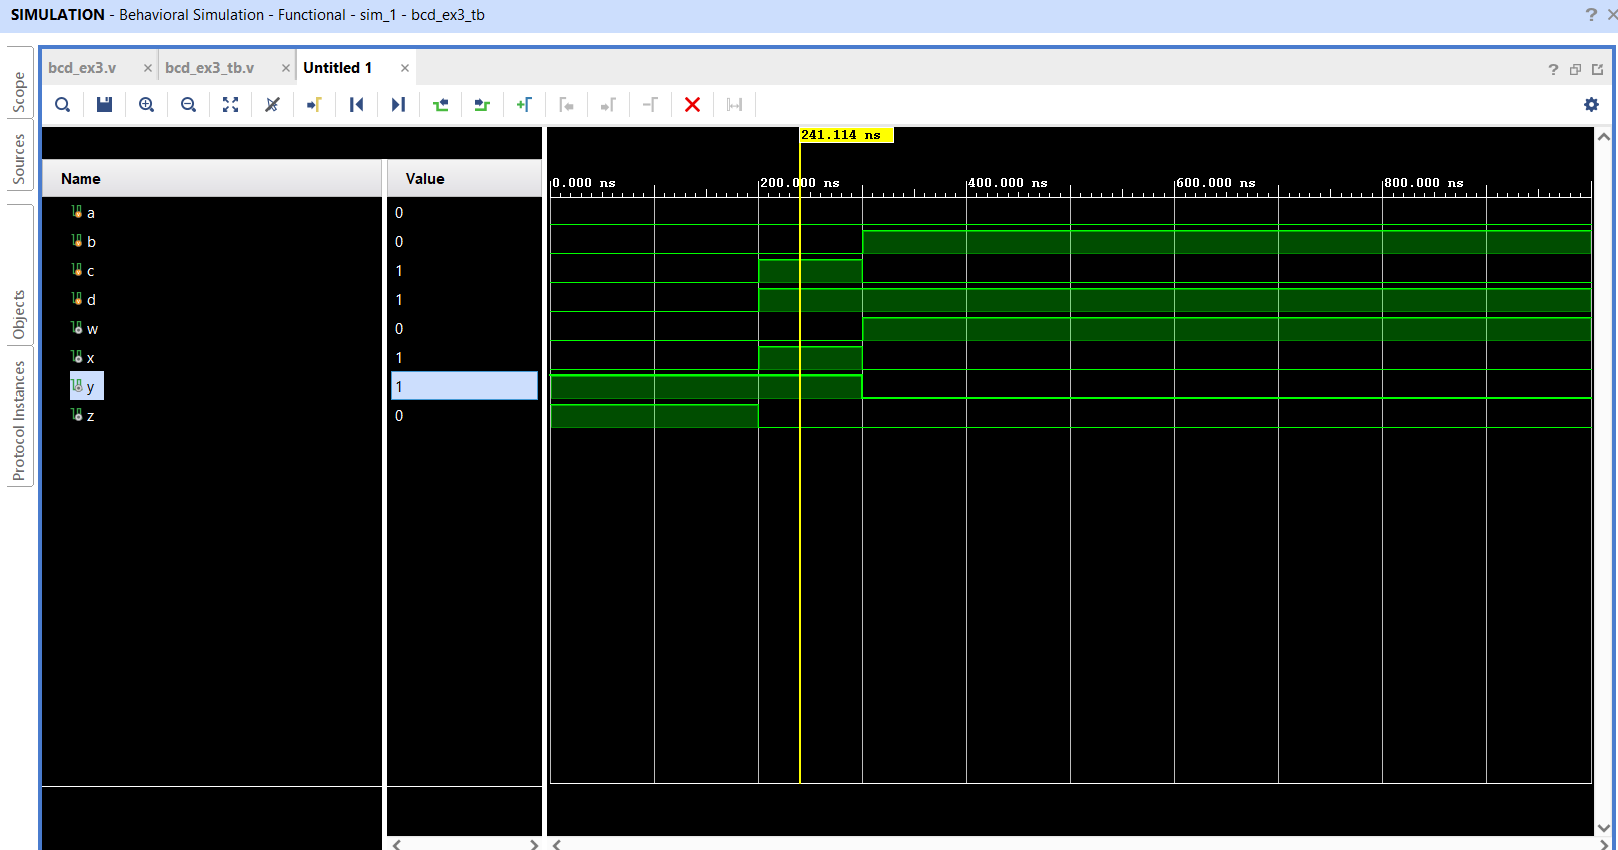 SIMULATION - Behavioral Simulation - Functional - sim_1 - bcd_ex3_tb
bcd_ex3.v
bcd_ex3_tb.v
Untitled 1
Scope
Sources
Objects
Protocol Instances
241.114 ns
Name
Value
0.000 ns
200.000 ns
400.000 ns
600.000 ns
800.000 ns
a 0
b 0
c 1
d 1
w 0
x 1
y 1
z 0